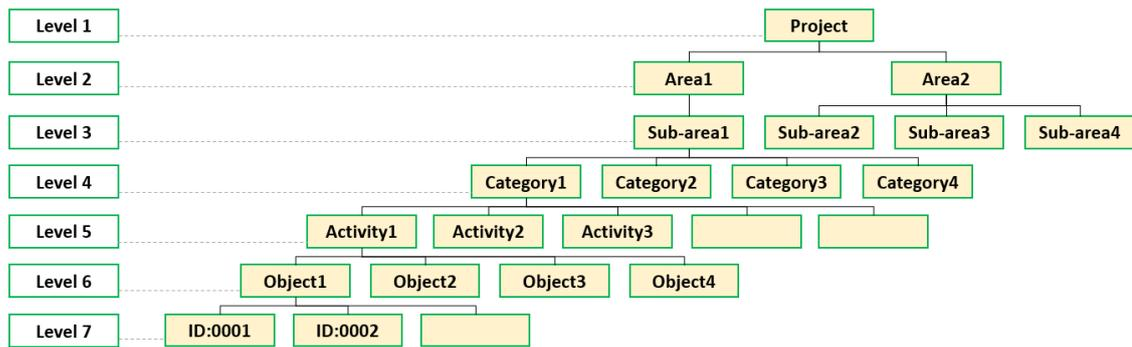 Level 1
Project
Level 2
Area1
Area2
Level 3
Sub-area1
Sub-area2
Sub-area3
Sub-area4
Level 4
Category1
Category2
Category3
Category4
Level 5
Activity1
Activity2
Activity3
Level 6
Object1
Object2
Object3
Object4
Level 7
ID:0001
ID:0002